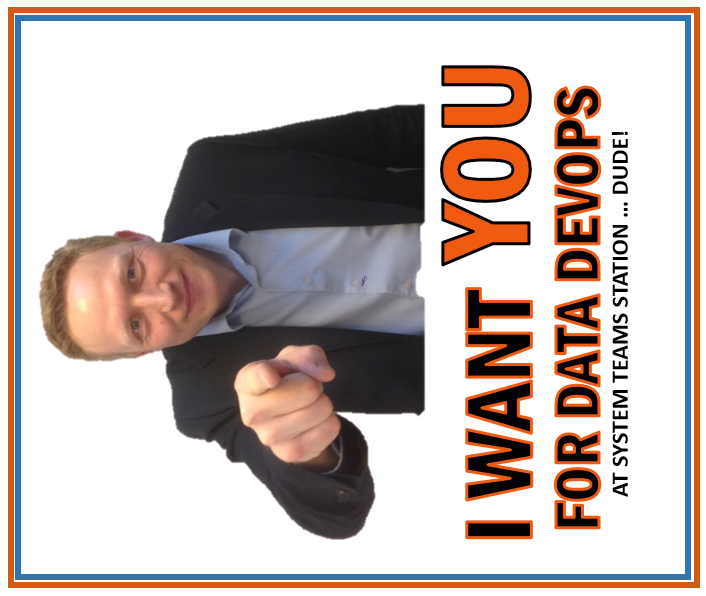 I WANT YOU
FOR DATA DEVOPS
AT SYSTEM TEAMS STATION ... DUDE!